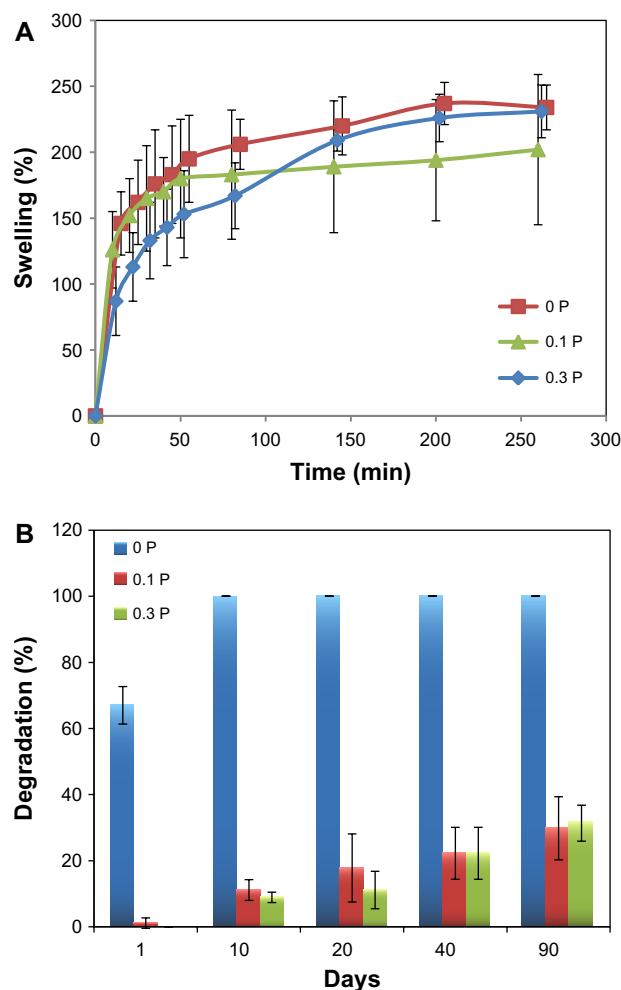 A
300
250
200
150
100
50
0
Swelling (%)
0 P
0.1 P
0.3 P
0 50 100 150 200 250 300
Time (min)
B
120
100
80
60
40
20
0
Degradation (%)
0 P
0.1 P
0.3 P
1 10 20 40 90
Days